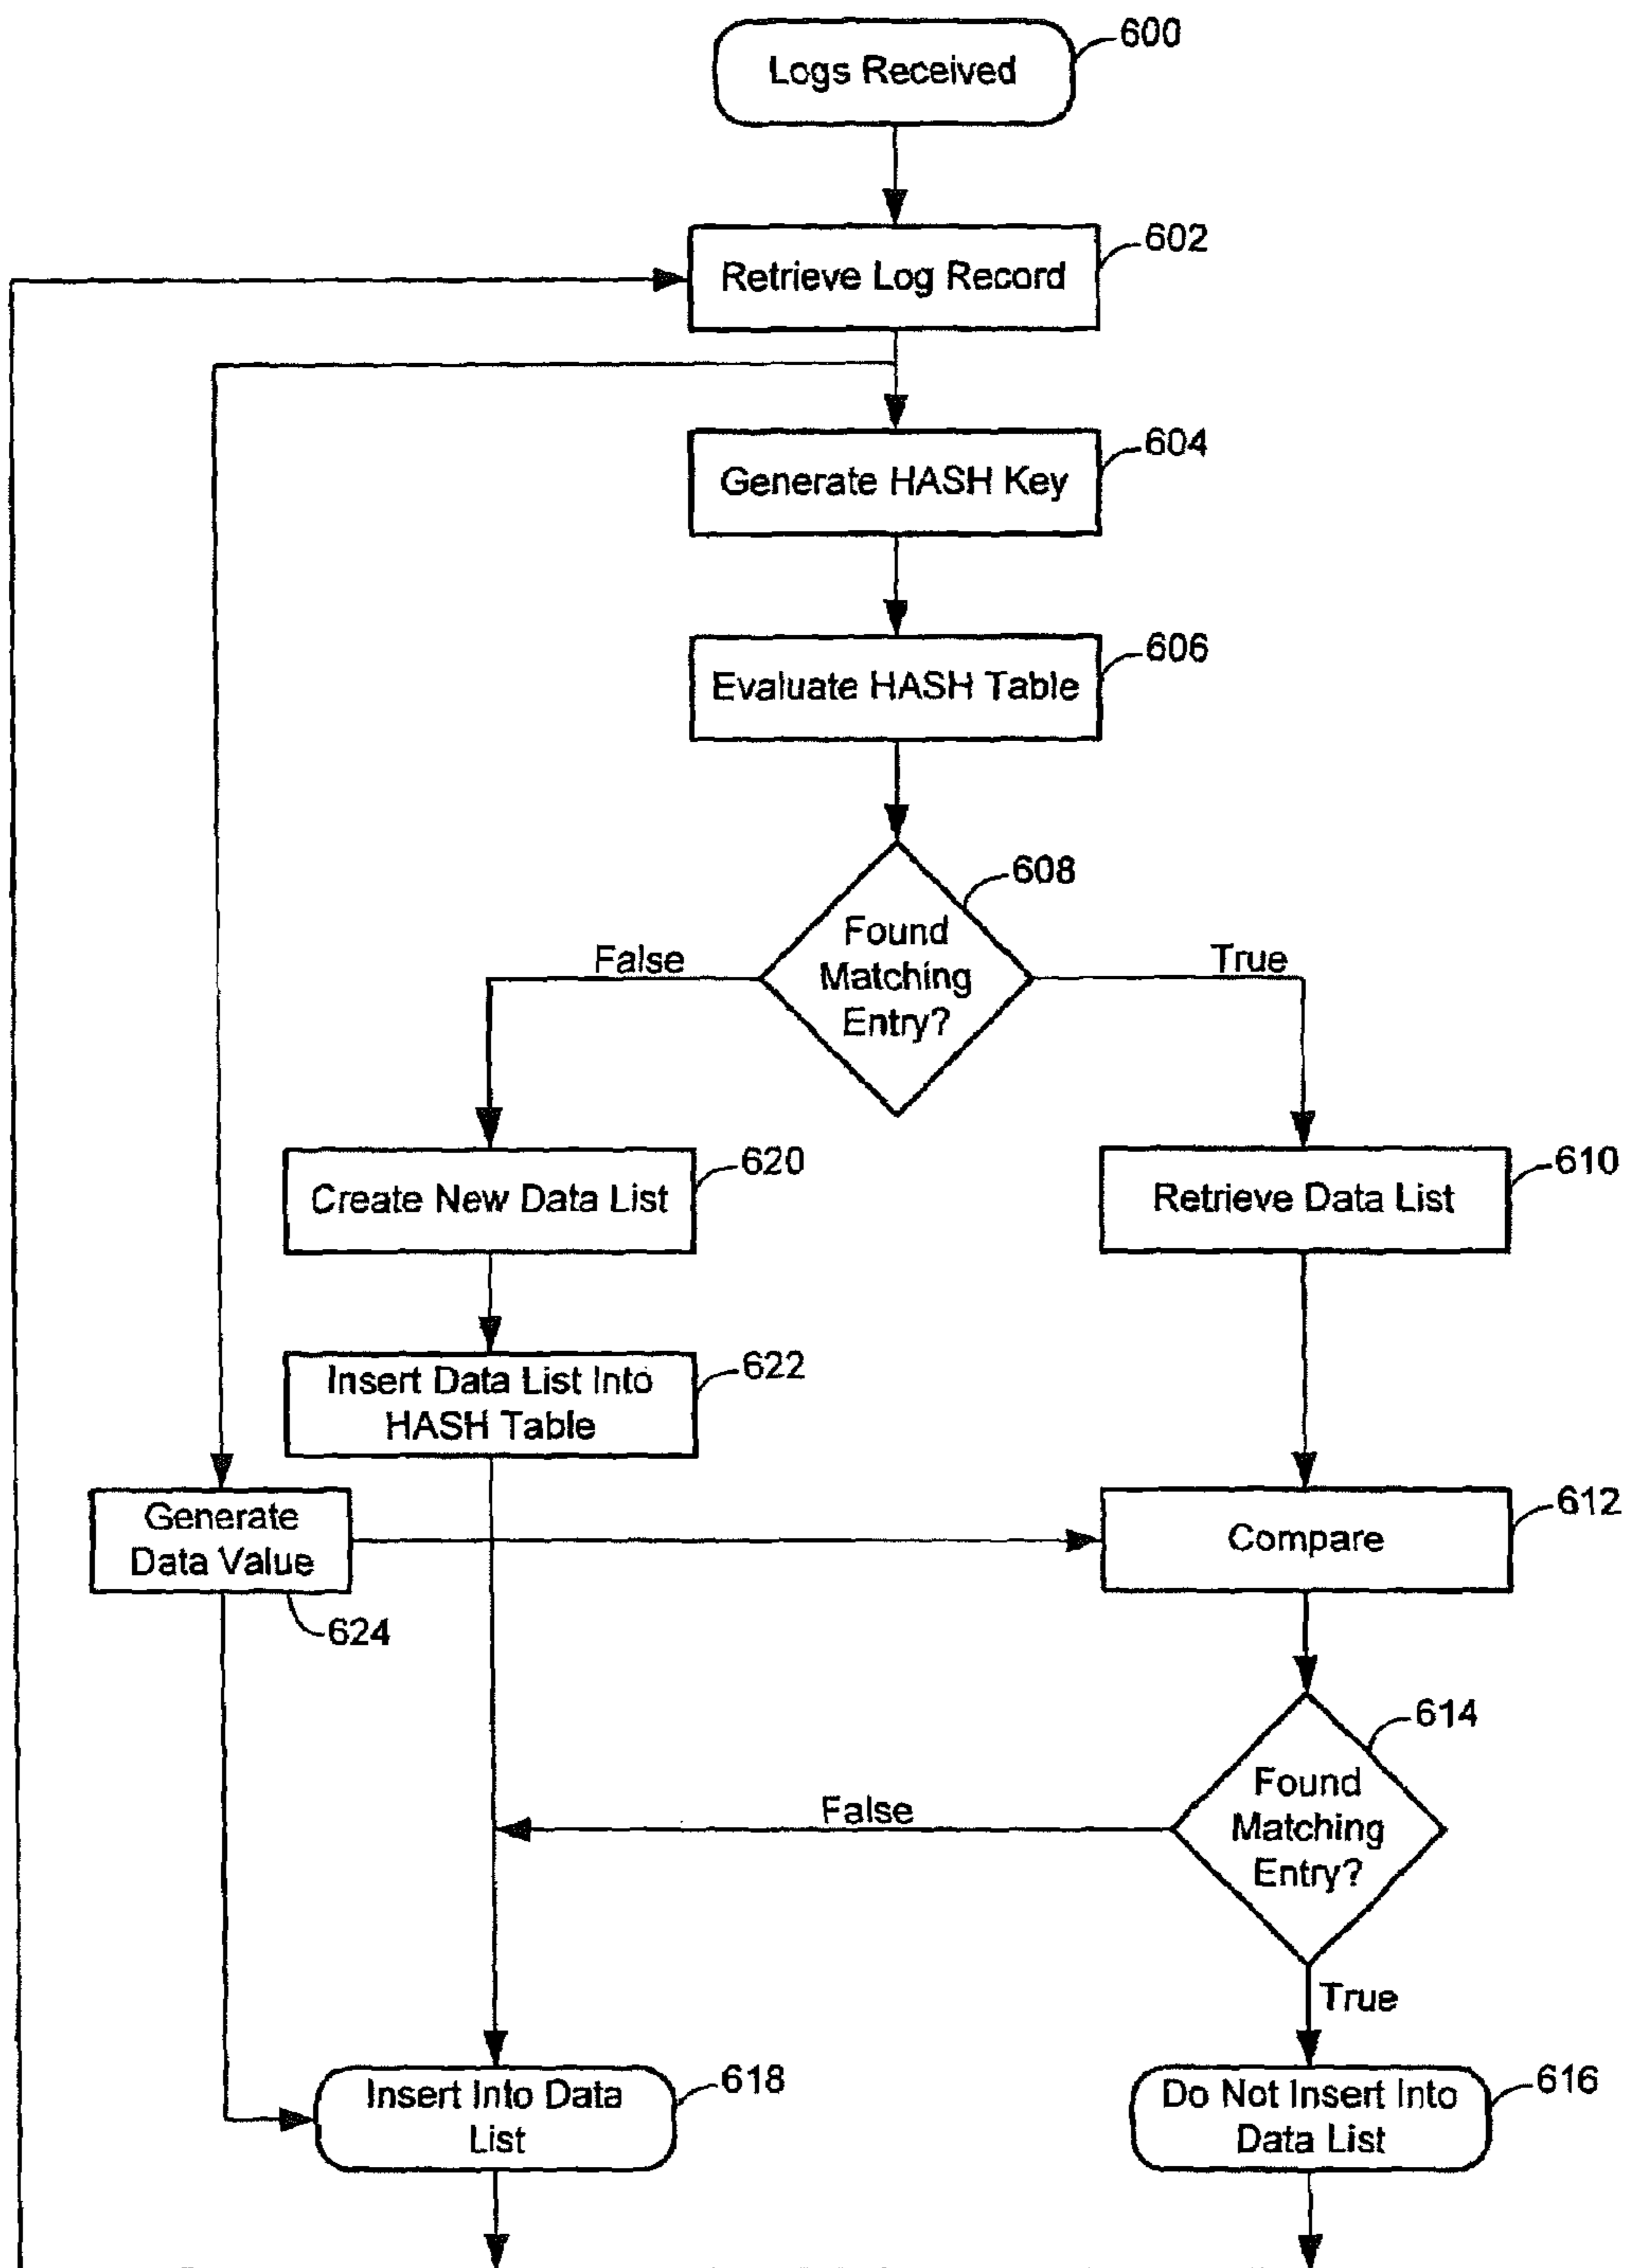 600
Logs Received
602
Retrieve Log Record
604
Generate HASH Key
606
Evaluate HASH Table
608
Found
Matching
Entry?
False
True
620
Create New Data List
610
Retrieve Data List
622
Insert Data List Into
HASH Table
Generate
Data Value
624
612
Compare
614
Found
Matching
Entry?
False
True
Insert Into Data
List
618
Do Not Insert Into
Data List
616